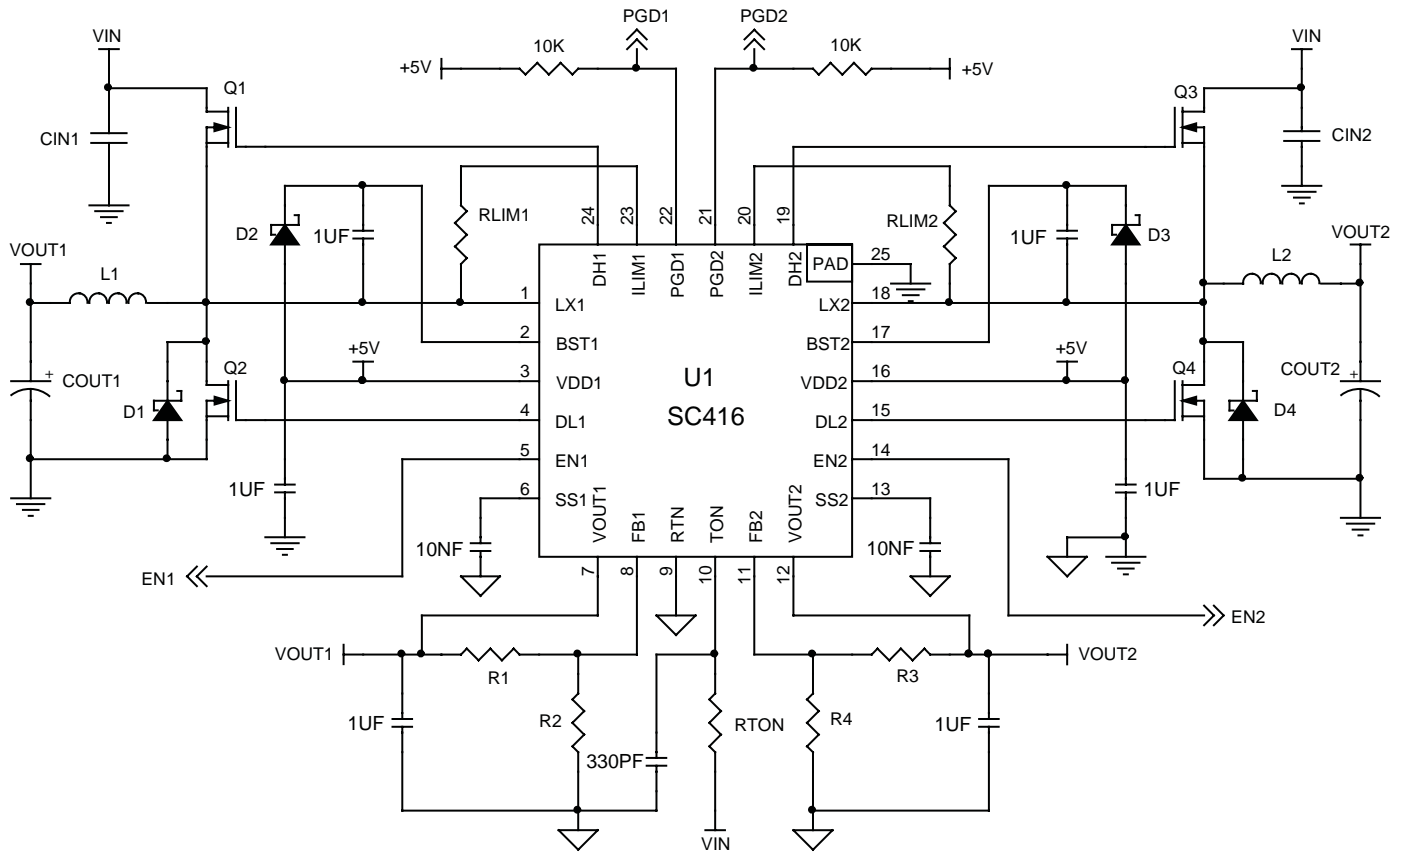 PGD1
PGD2
VIN
10K
10K
VIN
+5V
+5V
Q1
Q3
CIN1
CIN2
24
23
22
21
20
19
RLIM1
RLIM2
D2
1UF
1UF
D3
VOUT1
VOUT2
L1
L2
DH1
ILIM1
PGD1
PGD2
ILIM2
DH2
PAD
25
1
LX1
LX2
18
2
BST1
BST2
17
+5V
+5V
3
VDD1
VDD2
16
U1
SC416
Q2
Q4
COUT1
+
COUT2
+
D1
D4
4
DL1
DL2
15
5
EN1
EN2
14
6
SS1
SS2
13
1UF
1UF
VOUT1
FB1
RTN
TON
FB2
VOUT2
10NF
10NF
7
8
9
10
11
12
EN1
EN2
VOUT1
VOUT2
R1
R3
1UF
R2
RTON
R4
1UF
330PF
VIN